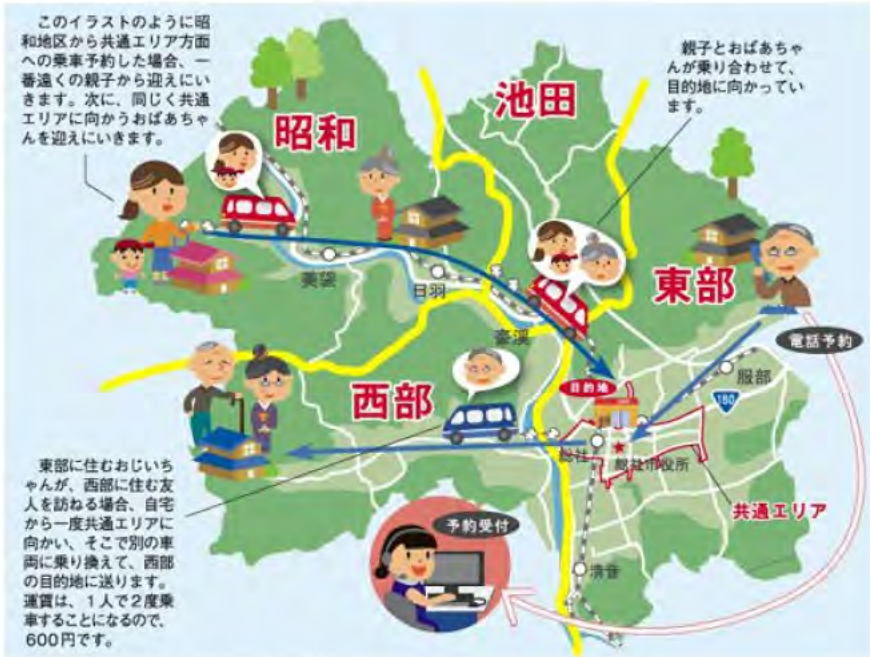 このイラストのように昭
和地区から共通エリア方面
への乗車予約した場合、一
番遠くの親子から迎えにい
きます。次に、同じく共通
エリアに向かうおばあちゃ
んを迎えにいきます。
親子とおばあちゃ
んが乗り合わせて、
目的地に向かってい
ます。
池田
昭和
東部
美袋
日羽
豪渓
電話予約
服部
180
目的地
西部
総社
総社市役所
共通エリア
東部に住むおじいち
ゃんが、西部に住む友
人を訪ねる場合、自宅
から一度共通エリアに
向かい、そこで別の車
両に乗り換えて、西部
の目的地に送ります。
運賃は、1人で2度乗
車することになるので、
600円です。
予約受付
清音